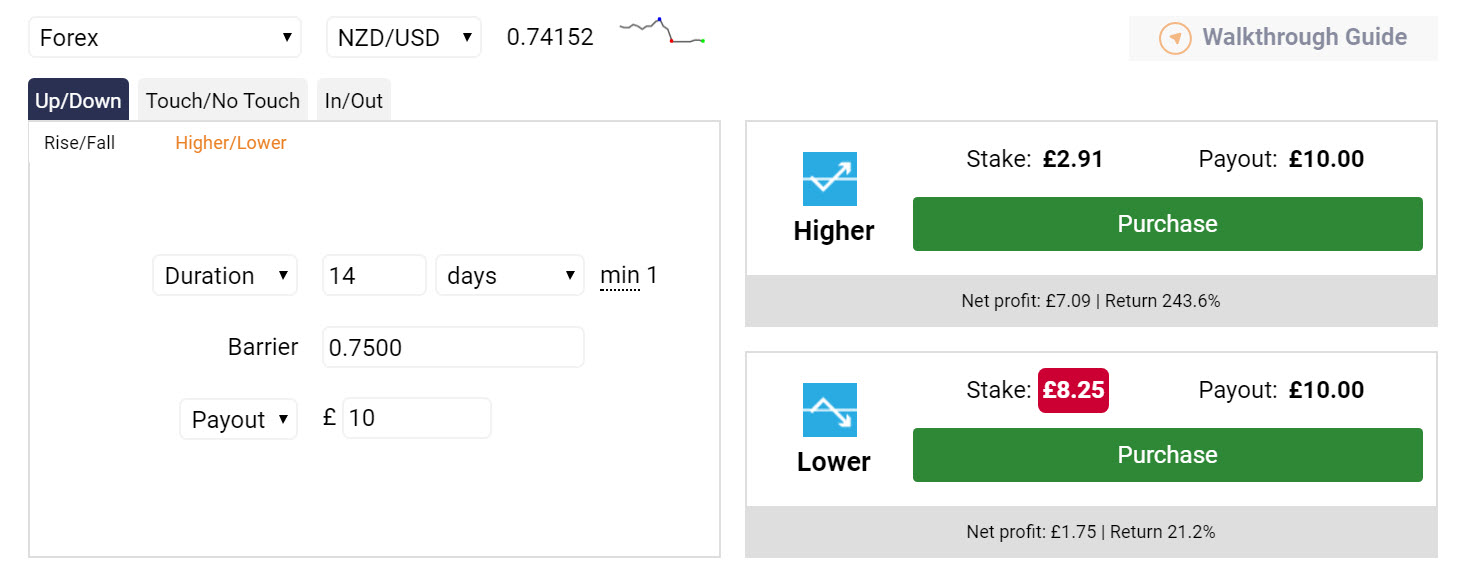 Forex NZD/USD 0.74152 Walkthrough Guide
Up/Down Touch/No Touch In/Out
Rise/Fall Higher/Lower
Duration 14 days min 1
Barrier 0.7500
Payout £ 10
Stake: £2.91 Payout: £10.00
Higher Purchase
Net profit: £7.09 | Return 243.6%
Stake: £8.25 Payout: £10.00
Lower Purchase
Net profit: £1.75 | Return 21.2%